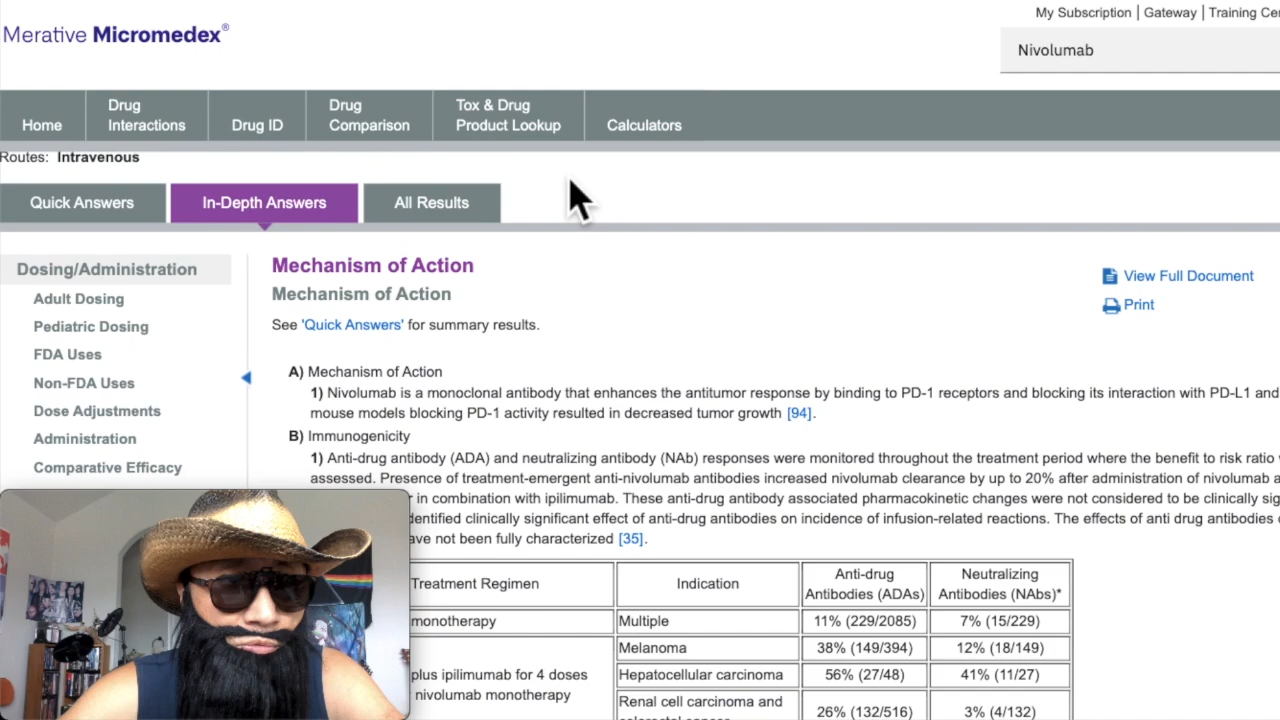 My Subscription | Gateway | Training Cen
Merative Micromedex®
Nivolumab
Home
Drug Interactions
Drug ID
Drug Comparison
Tox & Drug Product Lookup
Calculators
Routes: Intravenous
Quick Answers
In-Depth Answers
All Results
Dosing/Administration
Adult Dosing
Pediatric Dosing
FDA Uses
Non-FDA Uses
Dose Adjustments
Administration
Comparative Efficacy
Mechanism of Action
Mechanism of Action
View Full Document
Print
See 'Quick Answers' for summary results.
A) Mechanism of Action
1) Nivolumab is a monoclonal antibody that enhances the antitumor response by binding to PD-1 receptors and blocking its interaction with PD-L1 and
mouse models blocking PD-1 activity resulted in decreased tumor growth [94].
B) Immunogenicity
1) Anti-drug antibody (ADA) and neutralizing antibody (NAb) responses were monitored throughout the treatment period where the benefit to risk ratio
assessed. Presence of treatment-emergent anti-nivolumab antibodies increased nivolumab clearance by up to 20% after administration of nivolumab a
r in combination with ipilimumab. These anti-drug antibody associated pharmacokinetic changes were not considered to be clinically sig
dentified clinically significant effect of anti-drug antibodies on incidence of infusion-related reactions. The effects of anti drug antibodies
ave not been fully characterized [35].
Treatment Regimen
Indication
Anti-drug Antibodies (ADAs)
Neutralizing Antibodies (NAbs)*
monotherapy
Multiple
11% (229/2085)
7% (15/229)
plus ipilimumab for 4 doses
nivolumab monotherapy
Melanoma
38% (149/394)
12% (18/149)
Hepatocellular carcinoma
56% (27/48)
41% (11/27)
Renal cell carcinoma and
26% (132/516)
3% (4/132)